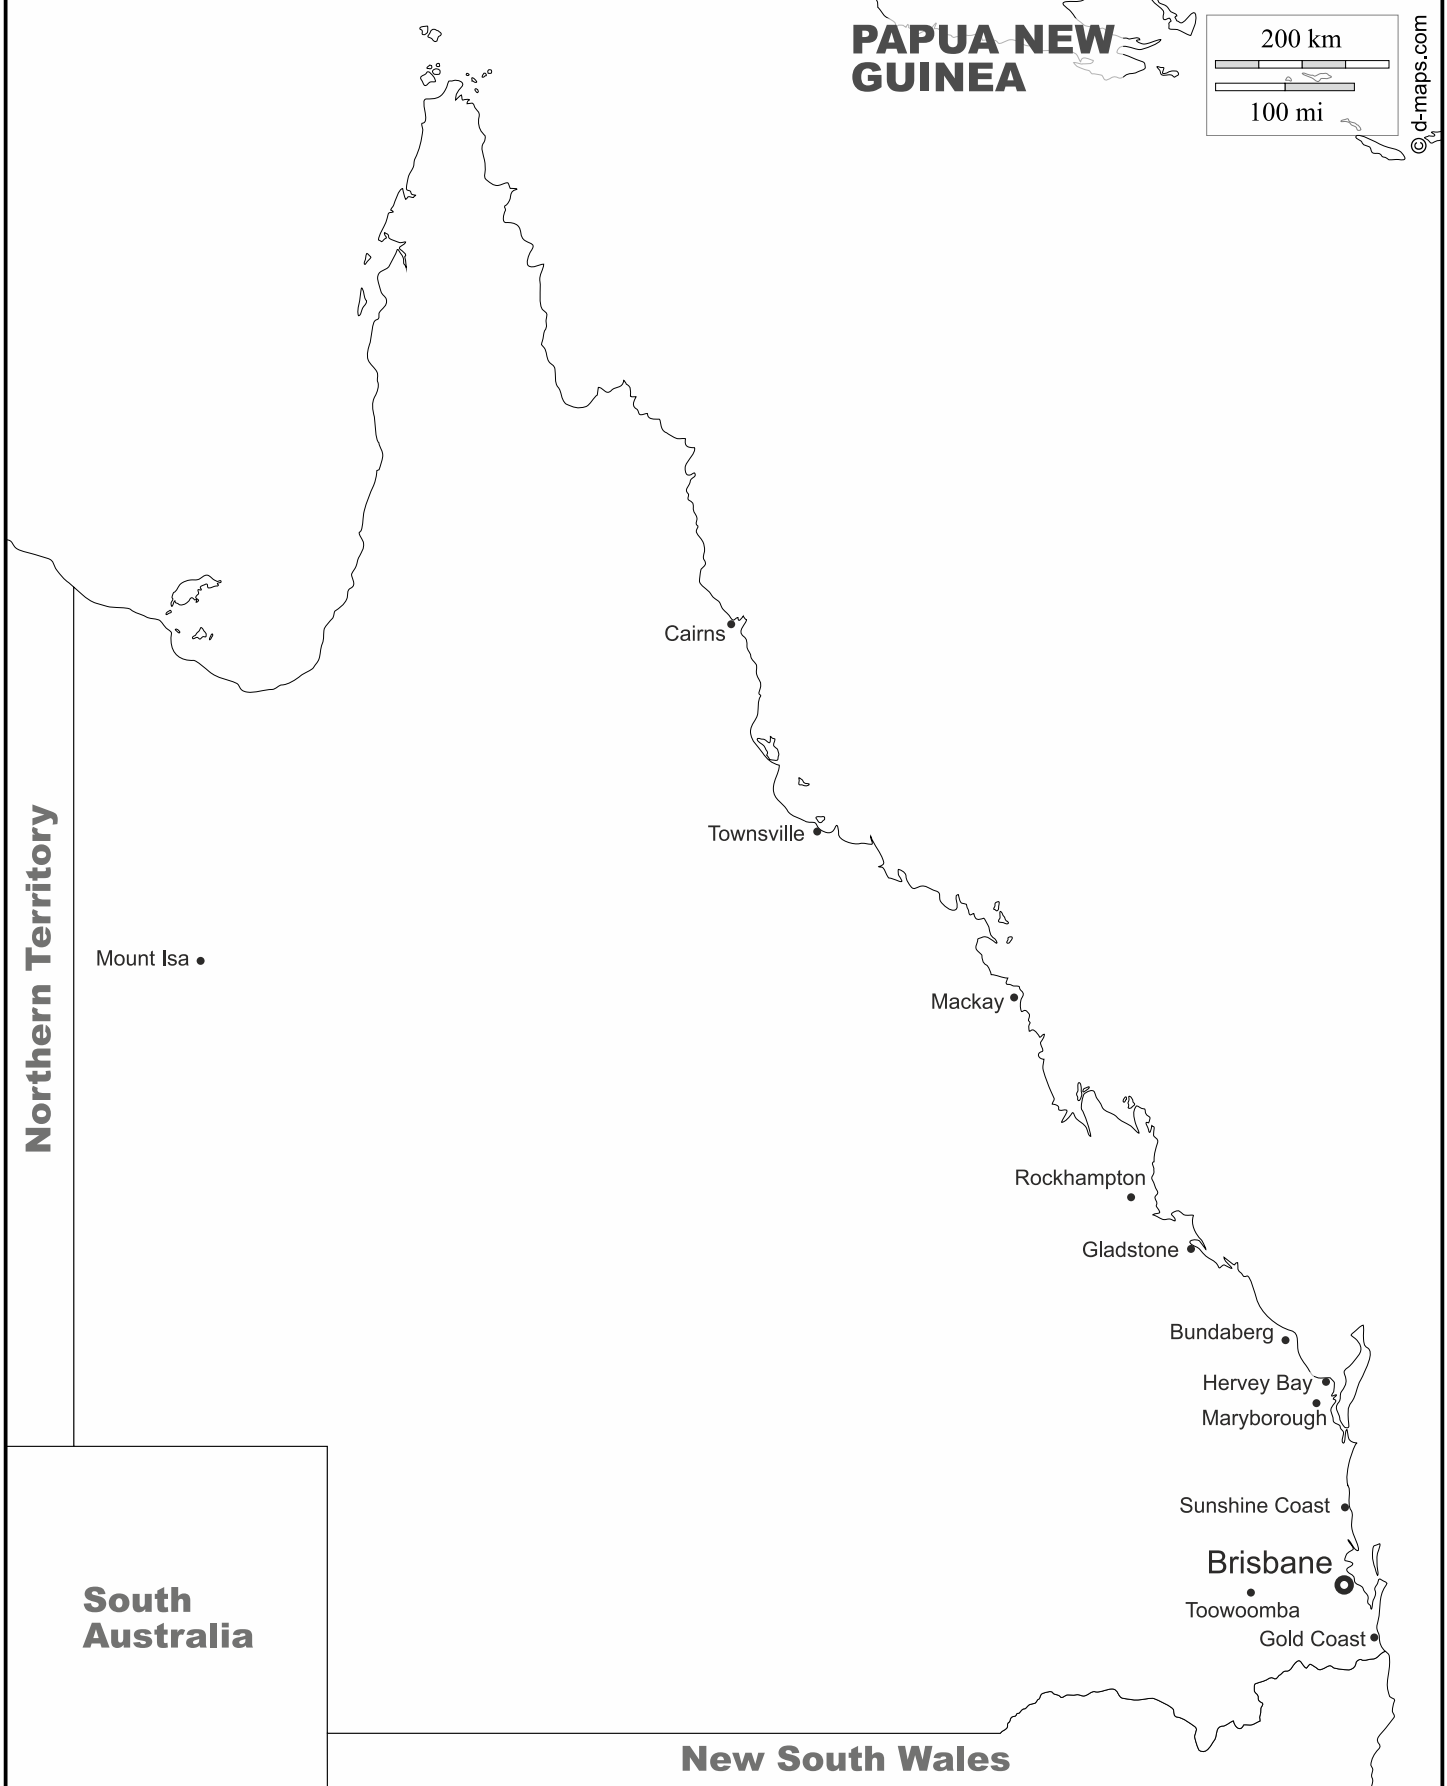 PAPUA NEW
GUINEA
200 km
100 mi
© d-maps.com
Cairns
Townsville
Northern Territory
Mount Isa
Mackay
Rockhampton
Gladstone
Bundaberg
Hervey Bay
Maryborough
Sunshine Coast
Brisbane
Toowoomba
Gold Coast
South
Australia
New South Wales